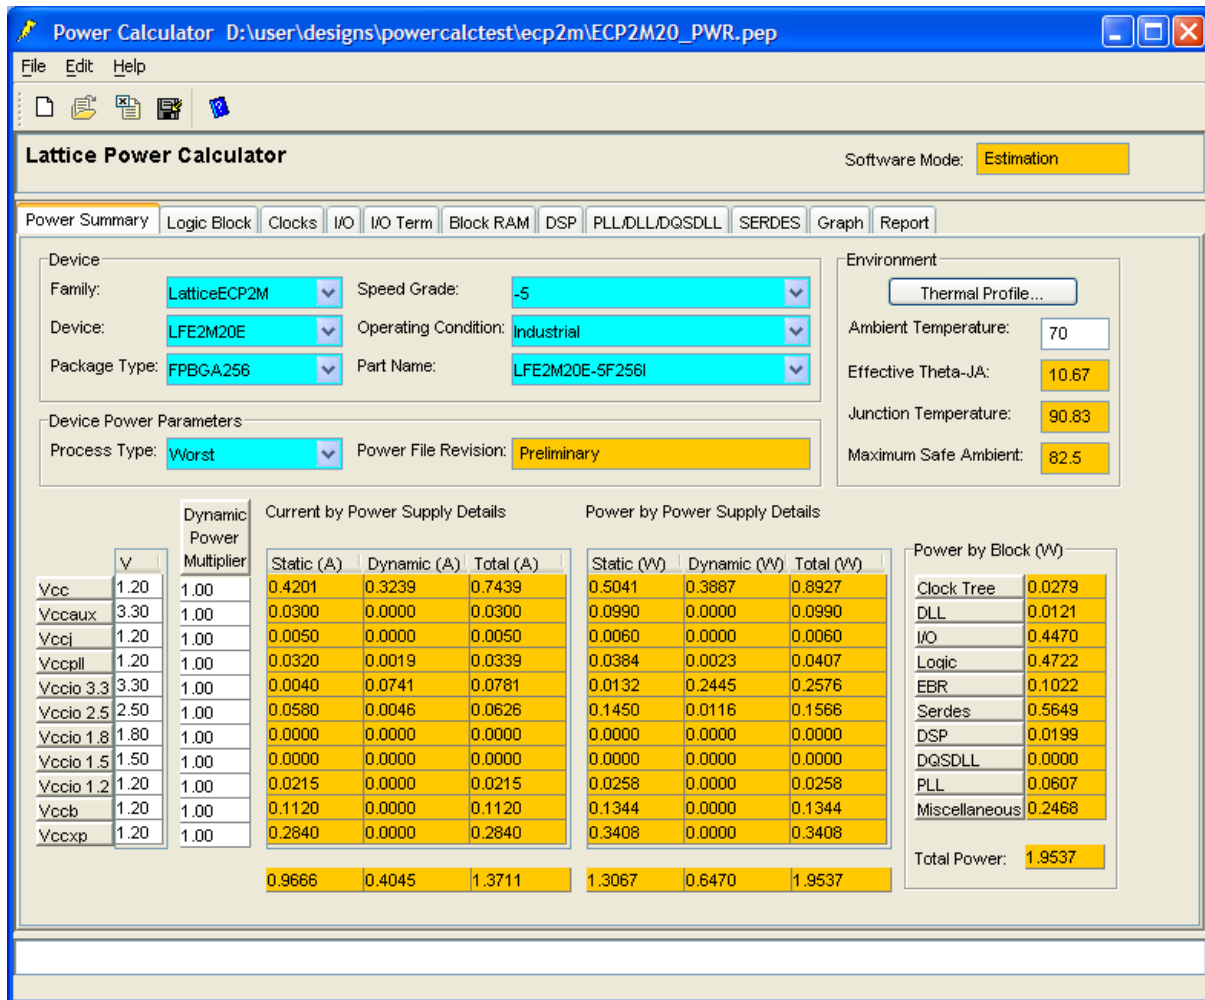 Power Calculator D:\user\designs\powercalctest\ecp2m\ECP2M20_PWR.pep
File Edit Help
Lattice Power Calculator
Software Mode: Estimation
Power Summary Logic Block Clocks I/O I/O Term Block RAM DSP PLL/DLL/DQSDLL SERDES Graph Report
Device
Family: LatticeECP2M Speed Grade: -5
Device: LFE2M20E Operating Condition: Industrial
Package Type: FPBGA256 Part Name: LFE2M20E-5F256I
Device Power Parameters
Process Type: Worst Power File Revision: Preliminary
Environment
Thermal Profile...
Ambient Temperature: 70
Effective Theta-JA: 10.67
Junction Temperature: 90.83
Maximum Safe Ambient: 82.5
Dynamic Power Multiplier
Current by Power Supply Details Power by Power Supply Details
V Static (A) Dynamic (A) Total (A) Static (W) Dynamic (W) Total (W)
Vcc 1.20 1.00 0.4201 0.3239 0.7439 0.5041 0.3887 0.8927
Vccaux 3.30 1.00 0.0300 0.0000 0.0300 0.0990 0.0000 0.0990
Vccj 1.20 1.00 0.0050 0.0000 0.0050 0.0060 0.0000 0.0060
Vccpll 1.20 1.00 0.0320 0.0019 0.0339 0.0384 0.0023 0.0407
Vccio 3.3 3.30 1.00 0.0040 0.0741 0.0781 0.0132 0.2445 0.2576
Vccio 2.5 2.50 1.00 0.0580 0.0046 0.0626 0.1450 0.0116 0.1566
Vccio 1.8 1.80 1.00 0.0000 0.0000 0.0000 0.0000 0.0000 0.0000
Vccio 1.5 1.50 1.00 0.0000 0.0000 0.0000 0.0000 0.0000 0.0000
Vccio 1.2 1.20 1.00 0.0215 0.0000 0.0215 0.0258 0.0000 0.0258
Vccb 1.20 1.00 0.1120 0.0000 0.1120 0.1344 0.0000 0.1344
Vccxp 1.20 1.00 0.2840 0.0000 0.2840 0.3408 0.0000 0.3408
0.9666 0.4045 1.3711 1.3067 0.6470 1.9537
Power by Block (W)
Clock Tree 0.0279
DLL 0.0121
I/O 0.4470
Logic 0.4722
EBR 0.1022
Serdes 0.5649
DSP 0.0199
DQSDLL 0.0000
PLL 0.0607
Miscellaneous 0.2468
Total Power: 1.9537